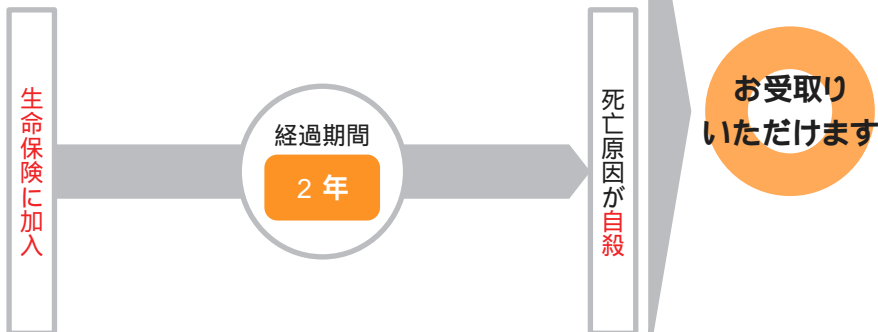 生命保険に加入
経過期間
2 年
死亡原因が自殺
お受取り
いただけます